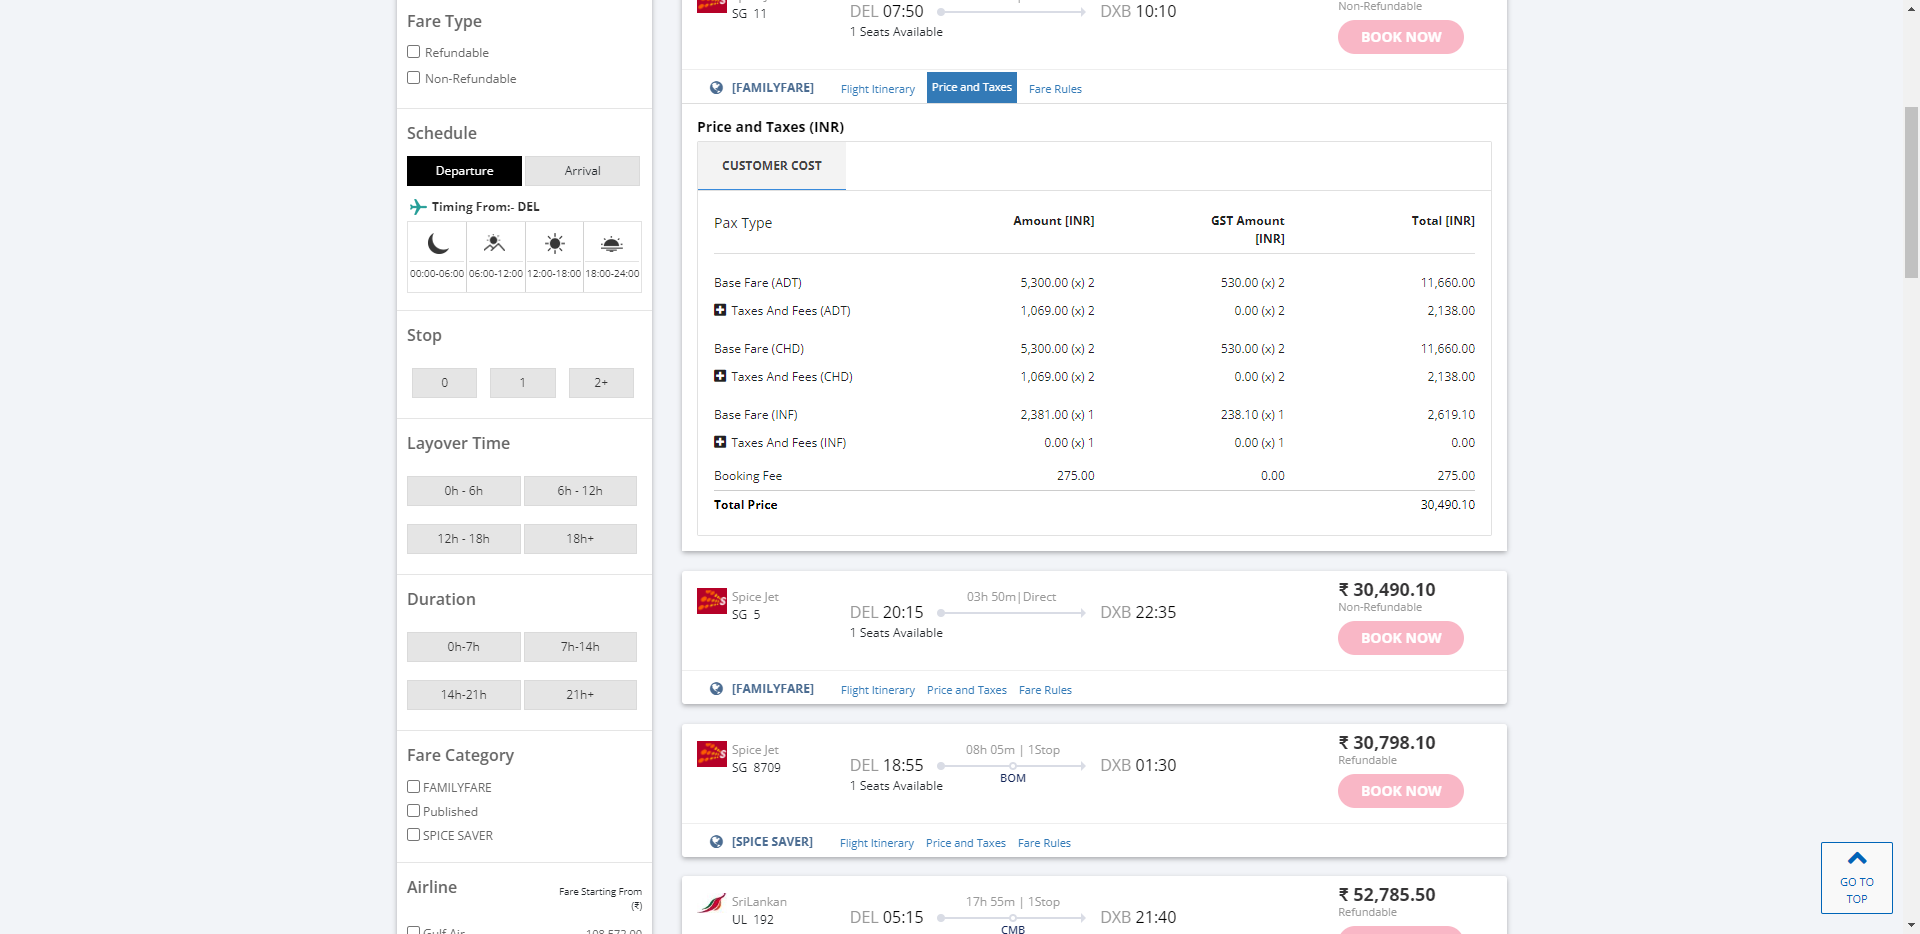 Fare Type
Refundable
Non-Refundable
Schedule
Departure Arrival
Timing From:- DEL
00:00-06:00 06:00-12:00 12:00-18:00 18:00-24:00
Stop
0 1 2+
Layover Time
0h - 6h 6h - 12h
12h - 18h 18h+
Duration
0h-7h 7h-14h
14h-21h 21h+
Fare Category
FAMILYFARE
Published
SPICE SAVER
Airline Fare Starting From
(₹)
Gulf Air 108,572.00
SG 11
DEL 07:50 DXB 10:10
1 Seats Available
Non-Refundable
BOOK NOW
[FAMILYFARE] Flight Itinerary Price and Taxes Fare Rules
Price and Taxes (INR)
CUSTOMER COST
Pax Type Amount [INR] GST Amount [INR] Total [INR]
Base Fare (ADT) 5,300.00 (x) 2 530.00 (x) 2 11,660.00
Taxes And Fees (ADT) 1,069.00 (x) 2 0.00 (x) 2 2,138.00
Base Fare (CHD) 5,300.00 (x) 2 530.00 (x) 2 11,660.00
Taxes And Fees (CHD) 1,069.00 (x) 2 0.00 (x) 2 2,138.00
Base Fare (INF) 2,381.00 (x) 1 238.10 (x) 1 2,619.10
Taxes And Fees (INF) 0.00 (x) 1 0.00 (x) 1 0.00
Booking Fee 275.00 0.00 275.00
Total Price 30,490.10
Spice Jet
SG 5
DEL 20:15 03h 50m|Direct DXB 22:35
1 Seats Available
₹ 30,490.10
Non-Refundable
BOOK NOW
[FAMILYFARE] Flight Itinerary Price and Taxes Fare Rules
Spice Jet
SG 8709
DEL 18:55 08h 05m | 1Stop DXB 01:30
BOM
1 Seats Available
₹ 30,798.10
Refundable
BOOK NOW
[SPICE SAVER] Flight Itinerary Price and Taxes Fare Rules
SriLankan
UL 192
DEL 05:15 17h 55m | 1Stop DXB 21:40
CMB
₹ 52,785.50
Refundable
GO TO
TOP